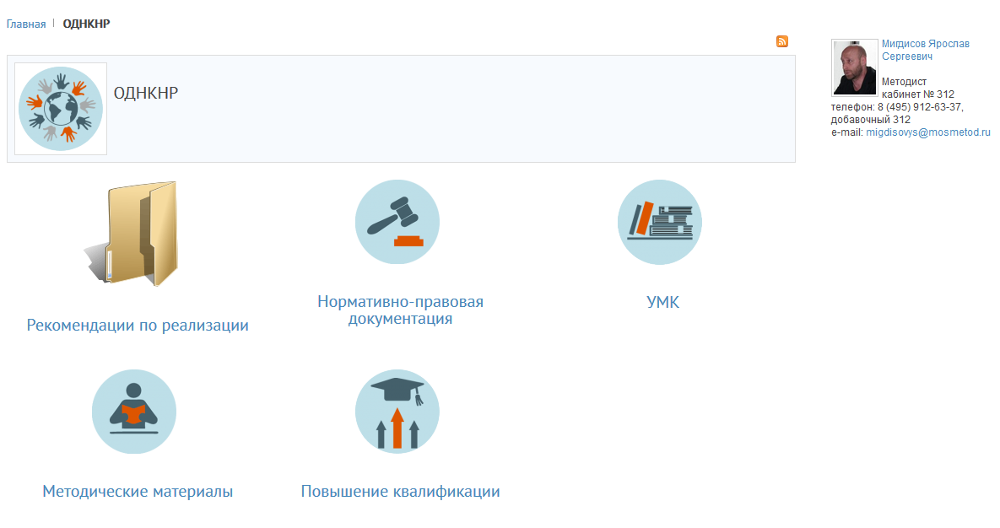 Главная | ОДНКНР
ОДНКНР
Мигдисов Ярослав
Сергеевич
Методист
кабинет № 312
телефон: 8 (495) 912-63-37,
добавочный 312
e-mail: migdisovys@mosmetod.ru
Рекомендации по реализации
Нормативно-правовая
документация
УМК
Методические материалы
Повышение квалификации